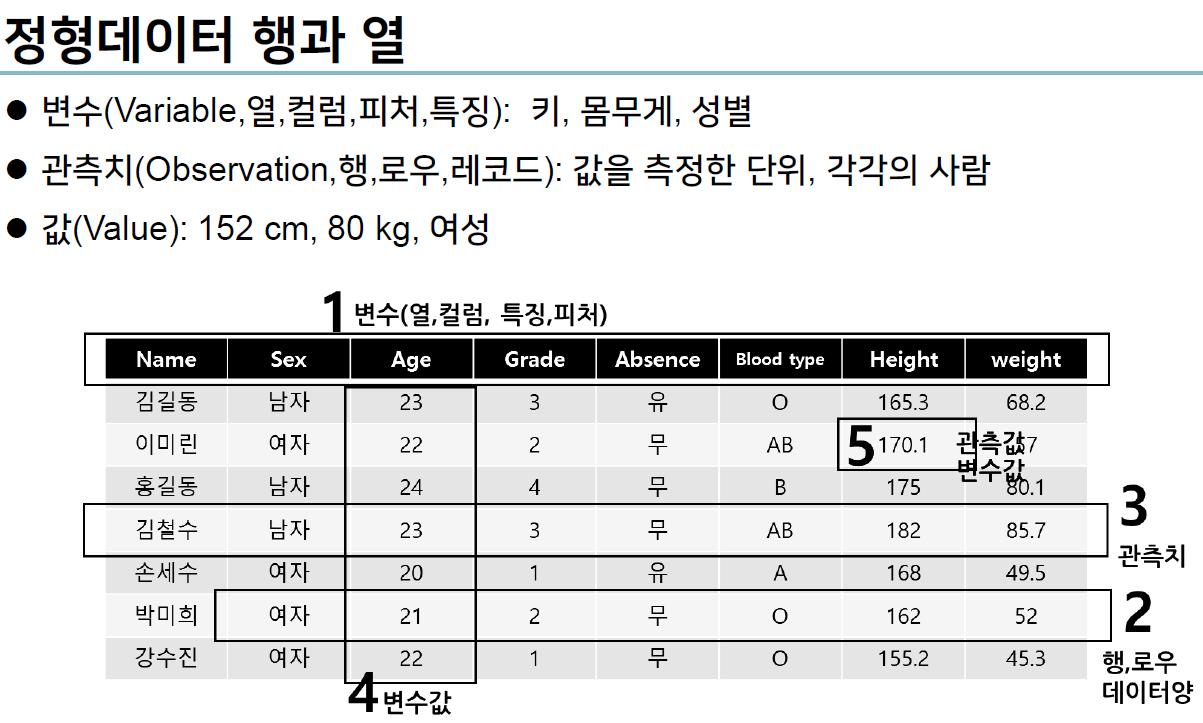 정형데이터 행과 열
● 변수(Variable,열,컬럼,피처,특징): 키, 몸무게, 성별
● 관측치(Observation,행,로우,레코드): 값을 측정한 단위, 각각의 사람
● 값(Value): 152 cm, 80 kg, 여성
1 변수(열,컬럼, 특징,피처)
Name Sex Age Grade Absence Blood type Height weight
김길동 남자 23 3 유 O 165.3 68.2
이미린 여자 22 2 무 AB 170.1 57
5 관측값
변수값
홍길동 남자 24 4 무 B 175 80.1
김철수 남자 23 3 무 AB 182 85.7
3
관측치
손세수 여자 20 1 유 A 168 49.5
박미희 여자 21 2 무 O 162 52
2
행,로우
데이터양
강수진 여자 22 1 무 O 155.2 45.3
4 변수값